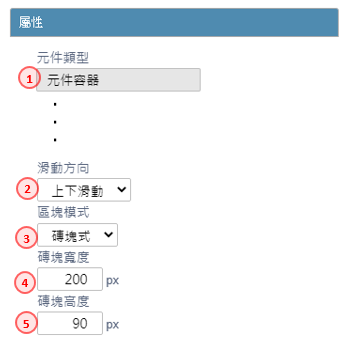 屬性
元件類型
1 元件容器
滑動方向
2 上下滑動
區塊模式
3 磚塊式
磚塊寬度
4 200 px
磚塊高度
5 90 px